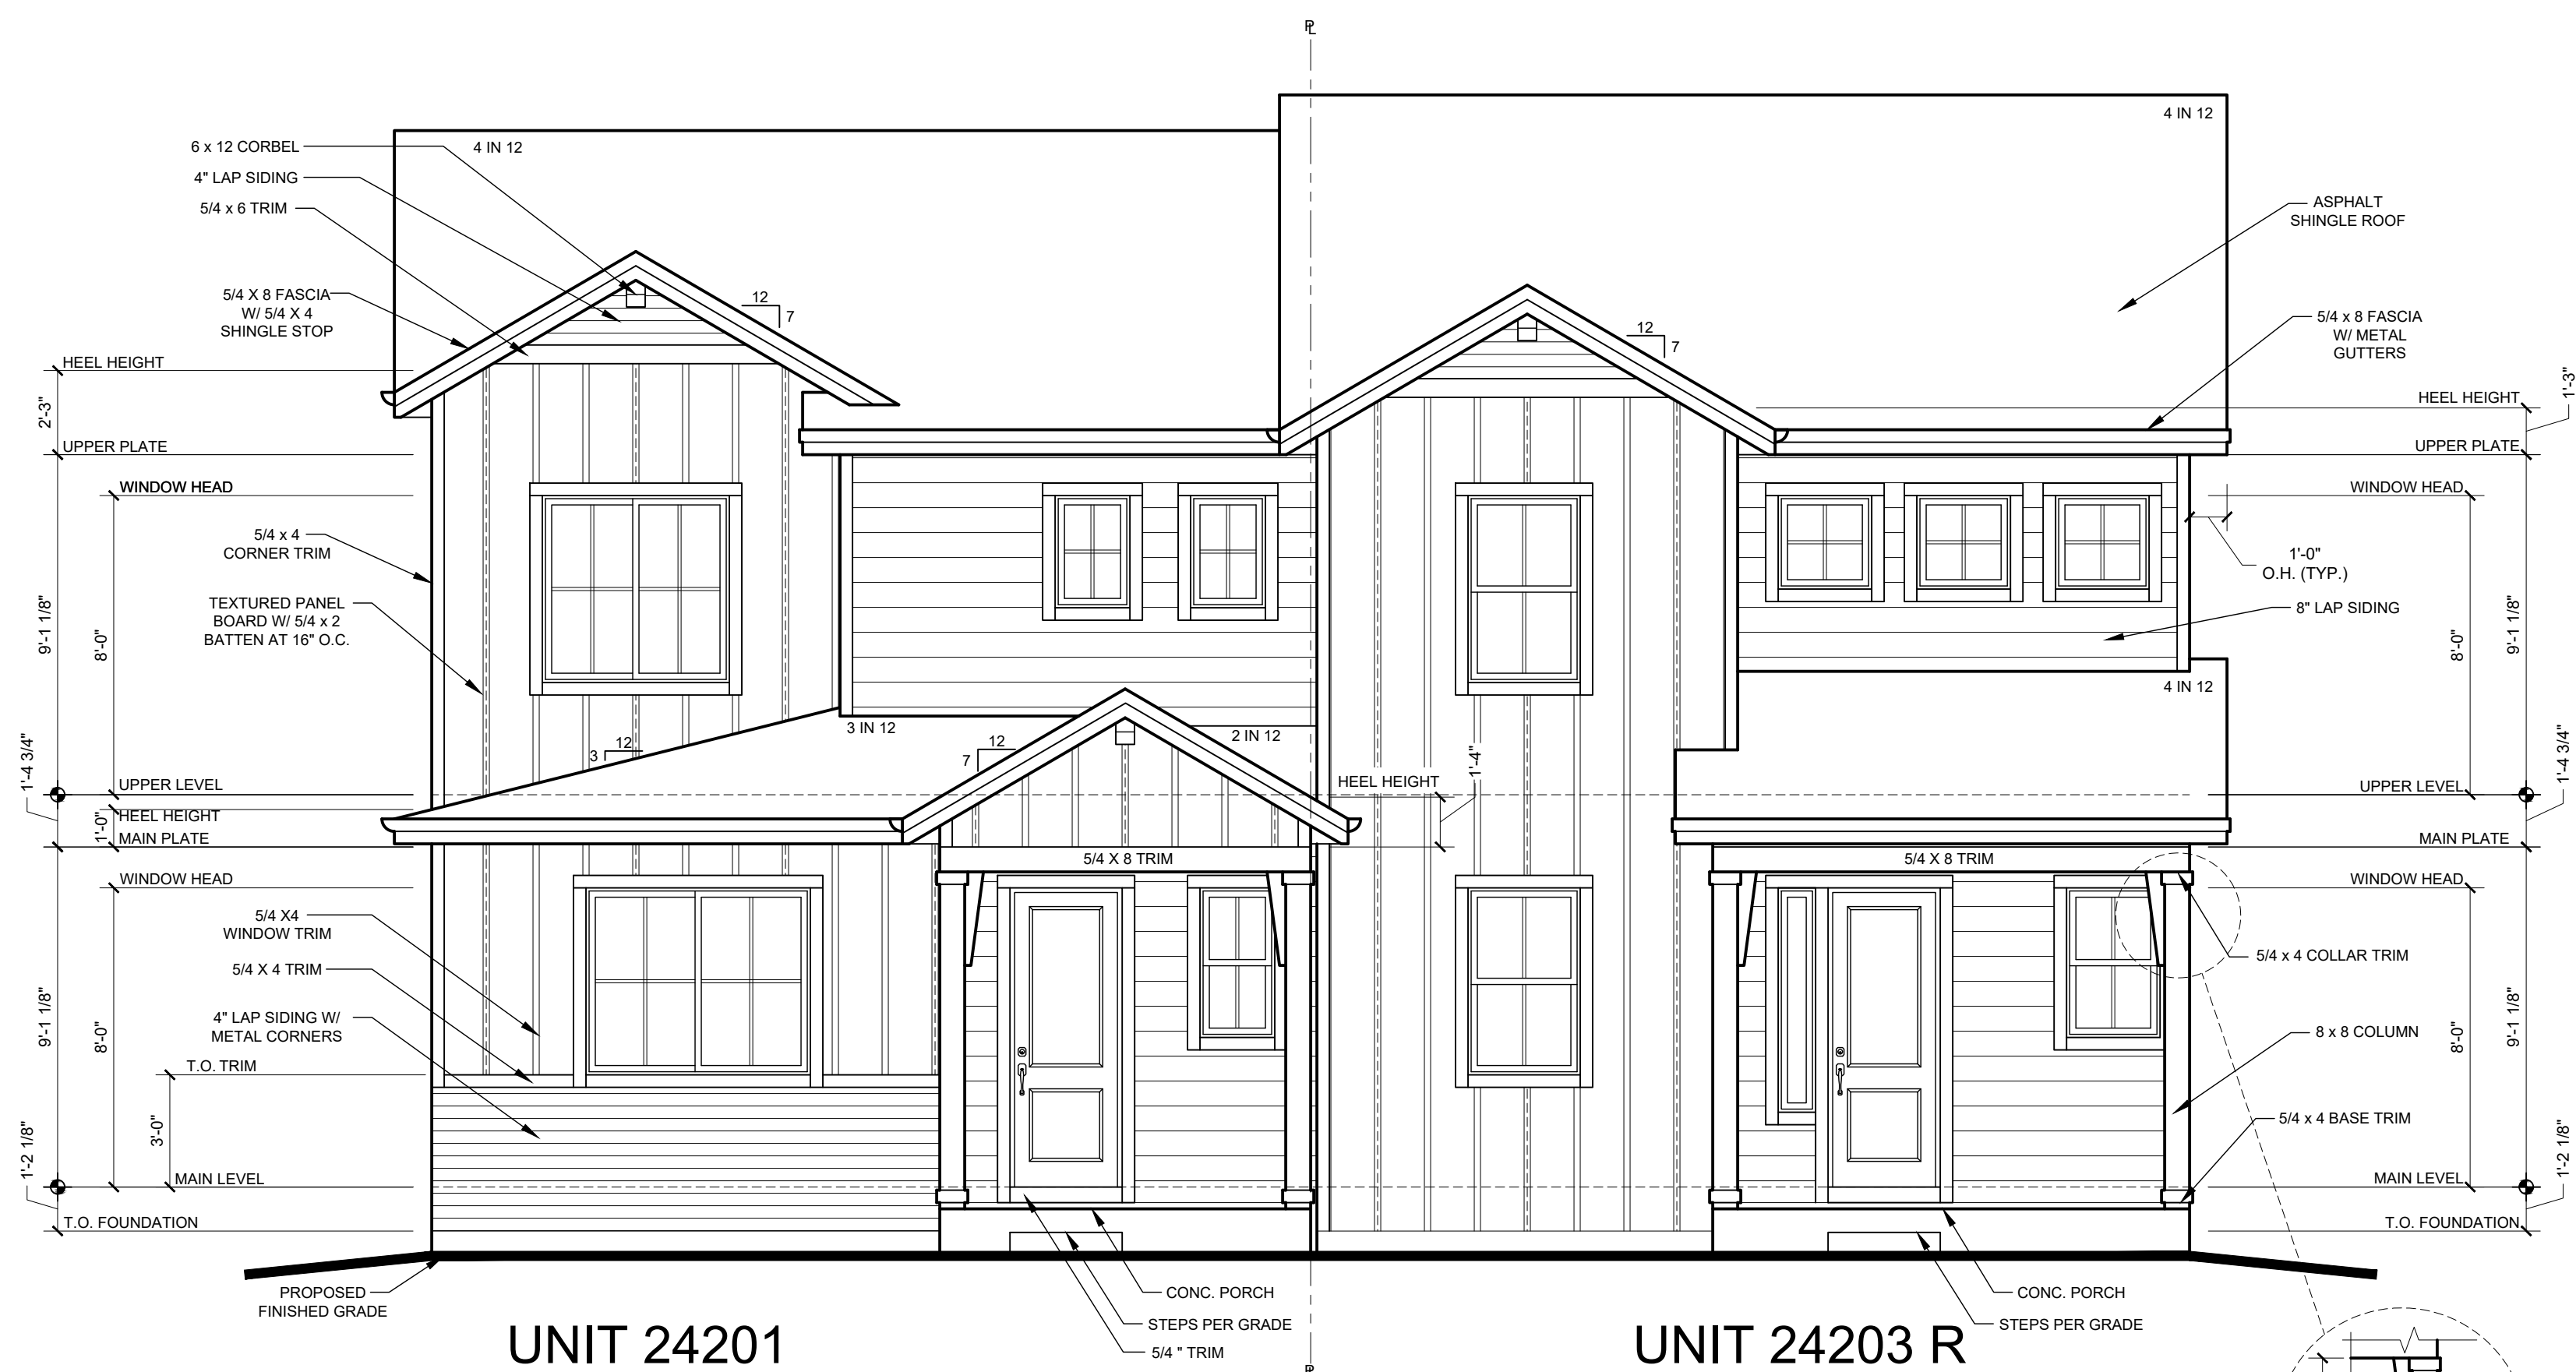 PL
4 IN 12
6 x 12 CORBEL
4 IN 12
4" LAP SIDING
5/4 x 6 TRIM
ASPHALT
SHINGLE ROOF
5/4 X 8 FASCIA
W/ 5/4 X 4
SHINGLE STOP
12
7
12
7
5/4 x 8 FASCIA
W/ METAL
GUTTERS
HEEL HEIGHT
2'-3"
UPPER PLATE
WINDOW HEAD
HEEL HEIGHT
1'-3"
UPPER PLATE
WINDOW HEAD
5/4 x 4
CORNER TRIM
1'-0"
O.H. (TYP.)
TEXTURED PANEL
BOARD W/ 5/4 x 2
BATTEN AT 16" O.C.
8" LAP SIDING
9'-1 1/8"
8'-0"
8'-0"
9'-1 1/8"
4 IN 12
3 IN 12
2 IN 12
12
3
12
7
1'-4 3/4"
UPPER LEVEL
HEEL HEIGHT
1'-0"
MAIN PLATE
HEEL HEIGHT
1'-4"
UPPER LEVEL
1'-4 3/4"
MAIN PLATE
5/4 X 8 TRIM
5/4 X 8 TRIM
WINDOW HEAD
WINDOW HEAD
5/4 X4
WINDOW TRIM
5/4 X 4 TRIM
5/4 x 4 COLLAR TRIM
4" LAP SIDING W/
METAL CORNERS
8 x 8 COLUMN
9'-1 1/8"
8'-0"
8'-0"
9'-1 1/8"
T.O. TRIM
3'-0"
5/4 x 4 BASE TRIM
1'-2 1/8"
MAIN LEVEL
T.O. FOUNDATION
MAIN LEVEL
1'-2 1/8"
T.O. FOUNDATION
PROPOSED
FINISHED GRADE
CONC. PORCH
STEPS PER GRADE
5/4 " TRIM
CONC. PORCH
STEPS PER GRADE
UNIT 24201
UNIT 24203 R